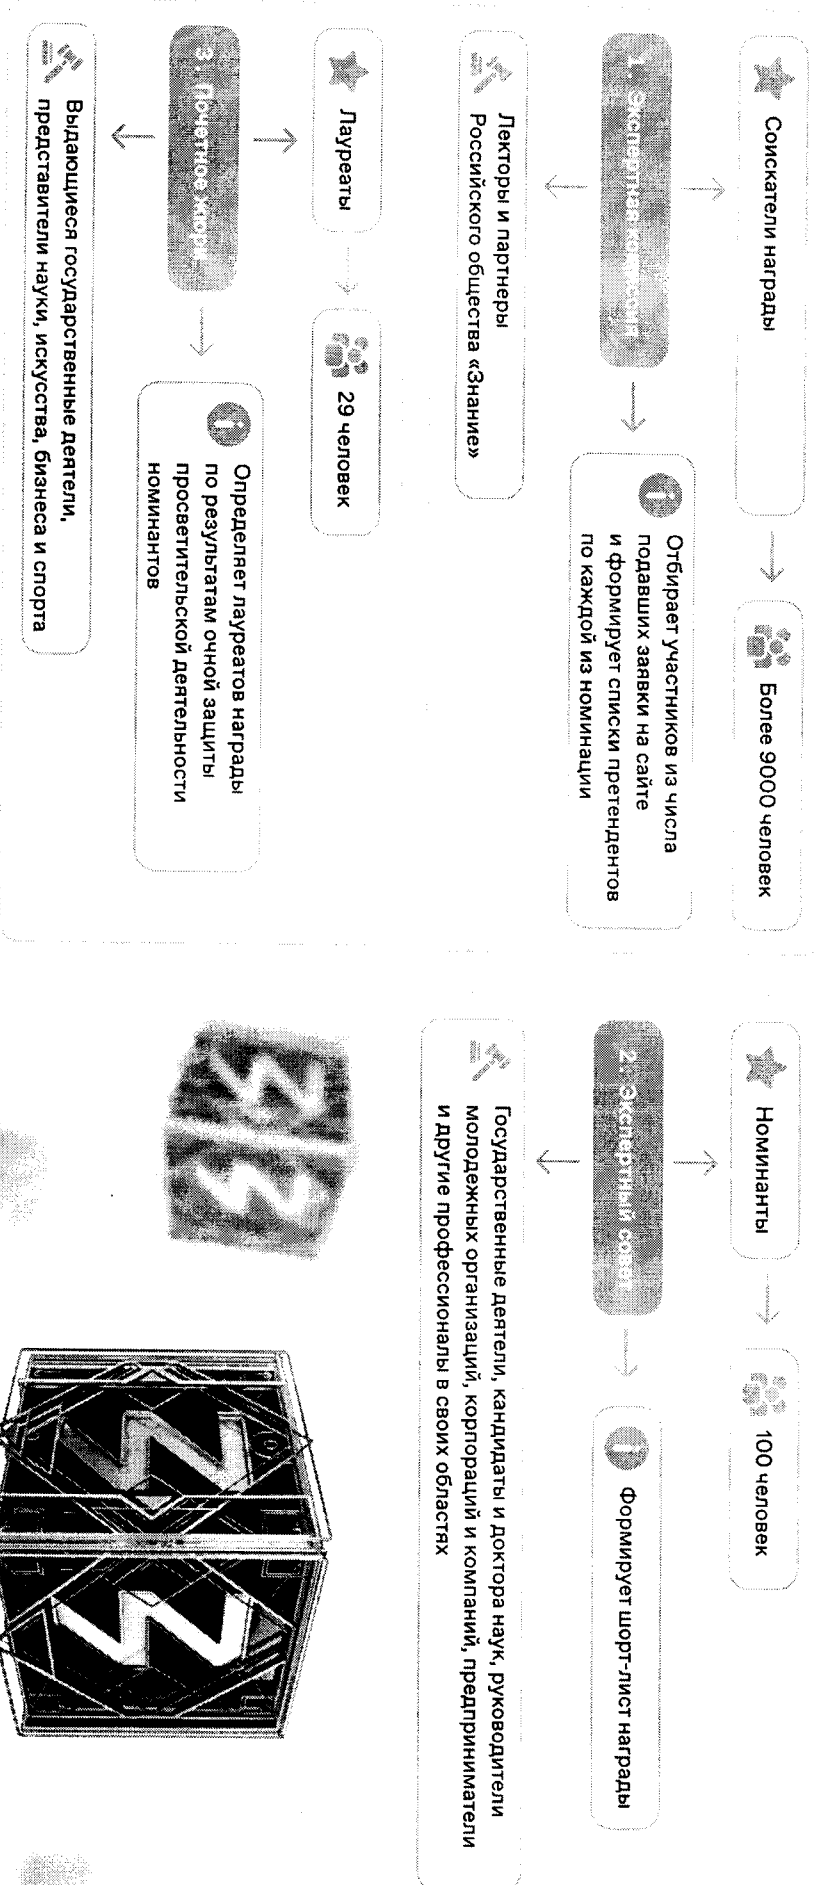 Соискатели награды
Более 9000 человек
1. Экспертная комиссия
Отбирает участников из числа
подавших заявки на сайте
и формирует списки претендентов
по каждой из номинации
Лекторы и партнеры
Российского общества «Знание»
Номинанты
100 человек
2. Экспертный совет
Формирует шорт-лист награды
Государственные деятели, кандидаты и доктора наук, руководители
молодежных организаций, корпораций и компаний, предприниматели
и другие профессионалы в своих областях
Лауреаты
29 человек
3. Почетное жюри
Определяет лауреатов награды
по результатам очной защиты
просветительской деятельности
номинантов
Выдающиеся государственные деятели,
представители науки, искусства, бизнеса и спорта